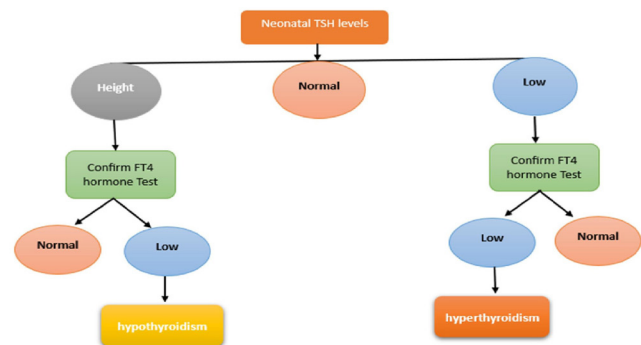 Neonatal TSH levels
Height
Normal
Low
Confirm FT4
hormone Test
Confirm FT4
hormone Test
Normal
Low
Low
Normal
hypothyroidism
hyperthyroidism